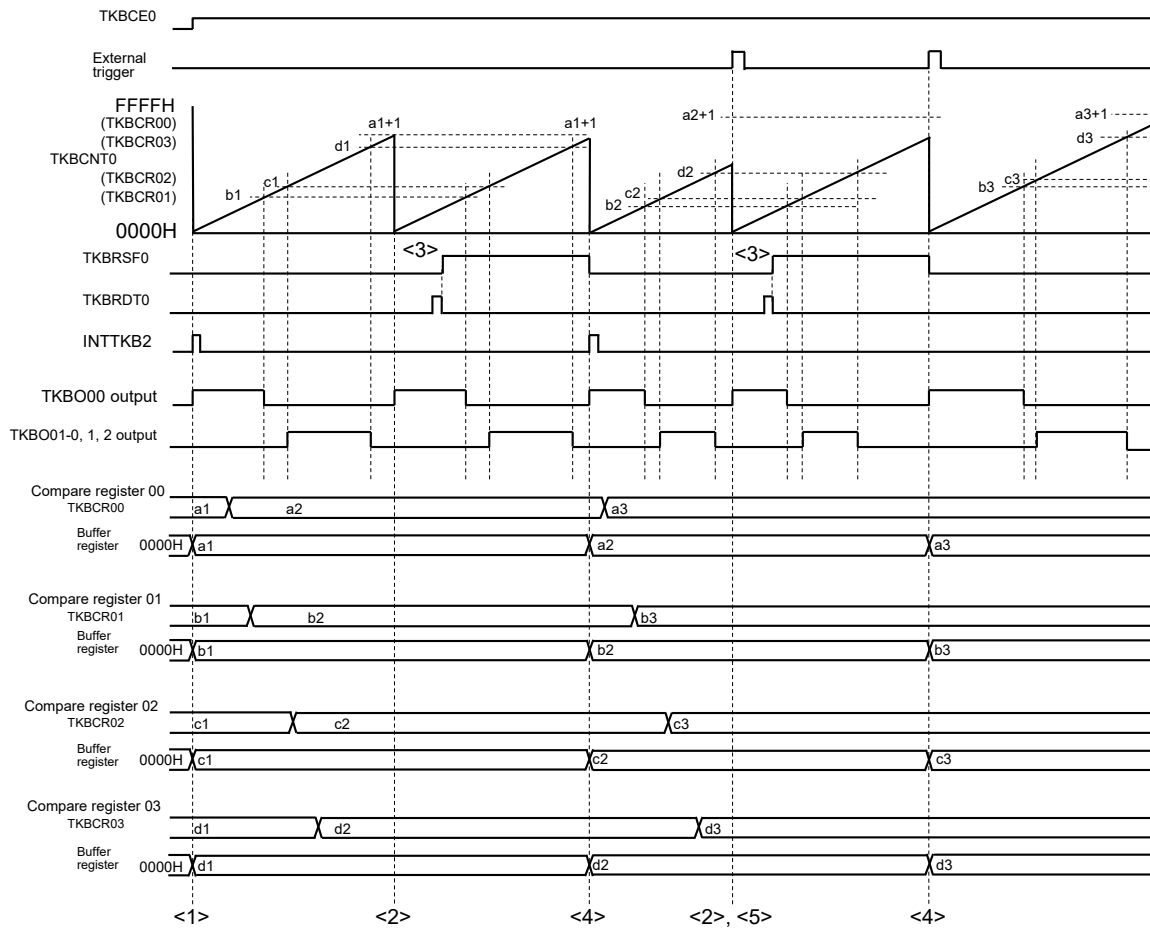 TKBCE0
External
trigger
FFFFH
(TKBCR00)
(TKBCR03)
TKBCNT0
(TKBCR02)
(TKBCR01)
0000H
b1
c1
d1
a1+1
a1+1
b2
c2
d2
a2+1
b3
c3
d3
a3+1
<3>
<3>
TKBRSF0
TKBRDT0
INTTKB2
TKBO00 output
TKBO01-0, 1, 2 output
Compare register 00
TKBCR00
a1 a2 a3
Buffer
register 0000H a1 a2 a3
Compare register 01
TKBCR01
b1 b2 b3
Buffer
register 0000H b1 b2 b3
Compare register 02
TKBCR02
c1 c2 c3
Buffer
register 0000H c1 c2 c3
Compare register 03
TKBCR03
d1 d2 d3
Buffer
register 0000H d1 d2 d3
<1> <2> <4> <2>, <5> <4>